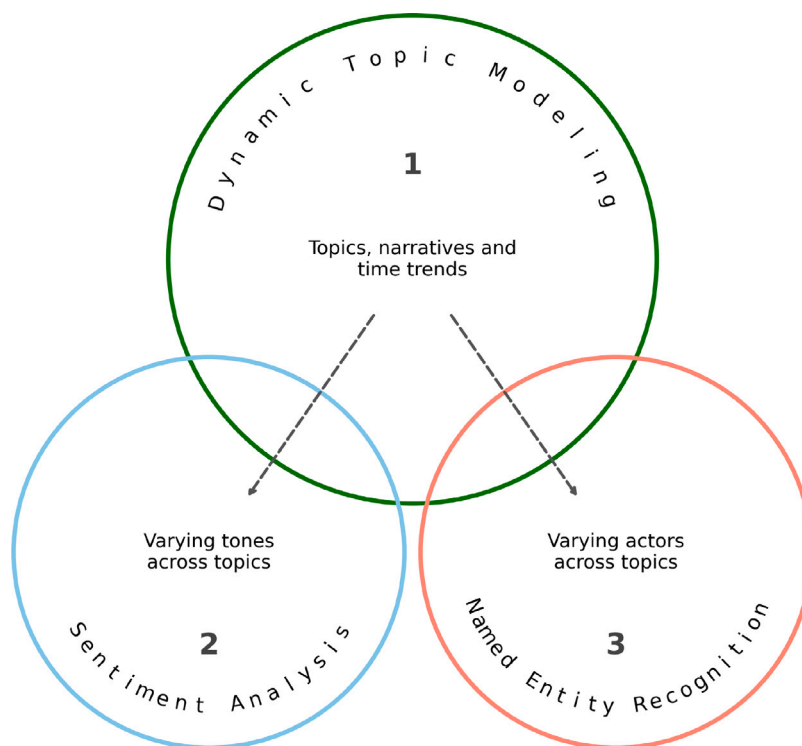 Dynamic Topic Modeling
1
Topics, narratives and
time trends
Varying tones
across topics
2
Sentiment Analysis
Varying actors
across topics
3
Named Entity Recognition